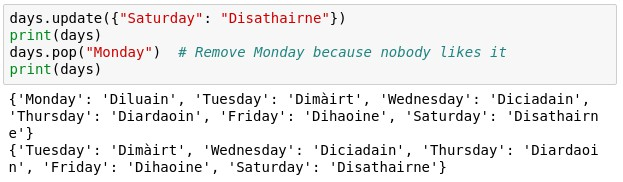 days.update({"Saturday": "Disathairne"})
print(days)
days.pop("Monday")  # Remove Monday because nobody likes it
print(days)
{'Monday': 'Diluain', 'Tuesday': 'Dimàirt', 'Wednesday': 'Diciadain',
'Thursday': 'Diardaoin', 'Friday': 'Dihaoine', 'Saturday': 'Disathairn
e'}
{'Tuesday': 'Dimàirt', 'Wednesday': 'Diciadain', 'Thursday': 'Diardaoi
n', 'Friday': 'Dihaoine', 'Saturday': 'Disathairne'}